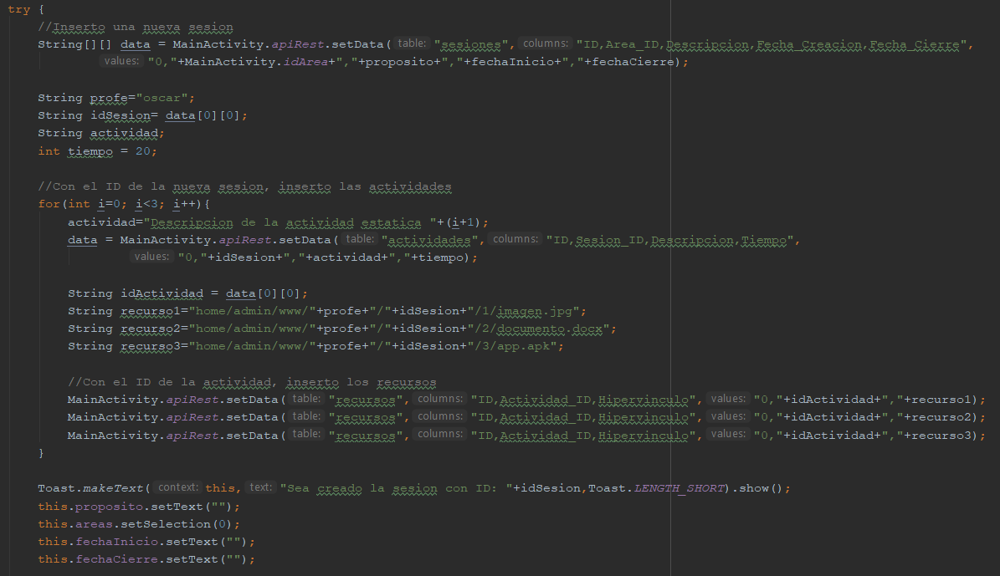 try {
//Inserto una nueva sesion
String[][] data = MainActivity.apiRest.setData( table: "sesiones", columns: "ID,Area_ID,Descripcion,Fecha_Creacion,Fecha_Cierre",
values: "0,"+MainActivity.idArea+","+proposito+","+fechaInicio+","+fechaCierre);
String profe="oscar";
String idSesion= data[0][0];
String actividad;
int tiempo = 20;
//Con el ID de la nueva sesion, inserto las actividades
for(int i=0; i<3; i++){
actividad="Descripcion de la actividad estatica "+(i+1);
data = MainActivity.apiRest.setData( table: "actividades", columns: "ID,Sesion_ID,Descripcion,Tiempo",
values: "0,"+idSesion+","+actividad+","+tiempo);
String idActividad = data[0][0];
String recurso1="home/admin/www/"+profe+"/"+idSesion+"/1/imagen.jpg";
String recurso2="home/admin/www/"+profe+"/"+idSesion+"/2/documento.docx";
String recurso3="home/admin/www/"+profe+"/"+idSesion+"/3/app.apk";
//Con el ID de la actividad, inserto los recursos
MainActivity.apiRest.setData( table: "recursos", columns: "ID,Actividad_ID,Hipervinculo", values: "0,"+idActividad+","+recurso1);
MainActivity.apiRest.setData( table: "recursos", columns: "ID,Actividad_ID,Hipervinculo", values: "0,"+idActividad+","+recurso2);
MainActivity.apiRest.setData( table: "recursos", columns: "ID,Actividad_ID,Hipervinculo", values: "0,"+idActividad+","+recurso3);
}
Toast.makeText( context: this, text: "Sea creado la sesion con ID: "+idSesion,Toast.LENGTH_SHORT).show();
this.proposito.setText("");
this.areas.setSelection(0);
this.fechaInicio.setText("");
this.fechaCierre.setText("");